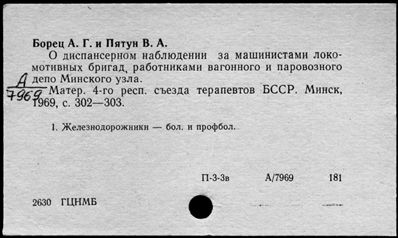 Борец А. Г. и Пятун В. А.
О диспансерном наблюдении за машинистами локо-
мотивных бригад, работниками вагонного и паровозного
депо Минского узла.
А
7969
Матер. 4-го респ. съезда терапевтов БССР. Минск,
1969, с. 302—303.
1. Железнодорожники — бол. и профбол.
П-3-3в А/7969 181
2630 ГЦНМБ